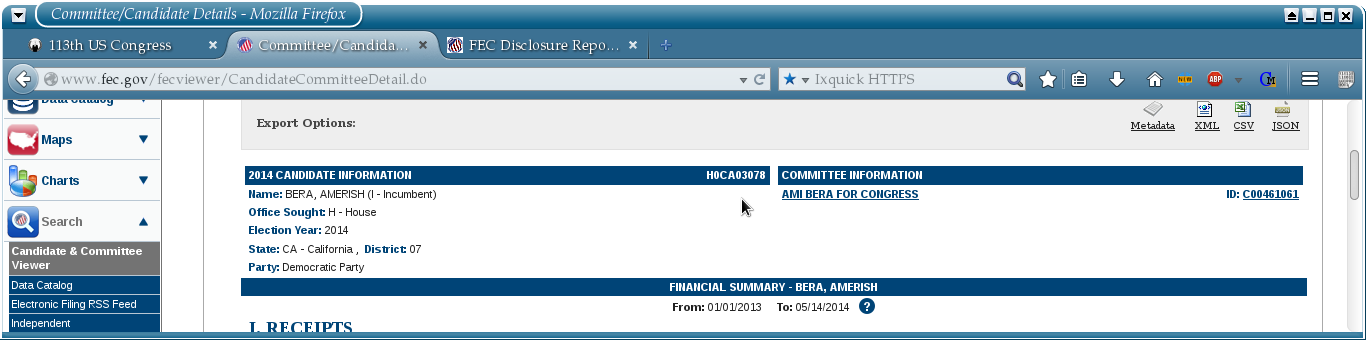 Committee/Candidate Details - Mozilla Firefox
113th US Congress
Committee/Candida...
FEC Disclosure Repo...
www.fec.gov/fecviewer/CandidateCommitteeDetail.do
Ixquick HTTPS
NEW
ABP
Data Catalog
Maps
Charts
Search
Candidate & Committee
Viewer
Data Catalog
Electronic Filing RSS Feed
Independent
Export Options:
Metadata
XML
CSV
JSON
2014 CANDIDATE INFORMATION H0CA03078
Name: BERA, AMERISH (I - Incumbent)
Office Sought: H - House
Election Year: 2014
State: CA - California , District: 07
Party: Democratic Party
COMMITTEE INFORMATION
AMI BERA FOR CONGRESS ID: C00461061
FINANCIAL SUMMARY - BERA, AMERISH
From: 01/01/2013 To: 05/14/2014 ?
I. RECEIPTS